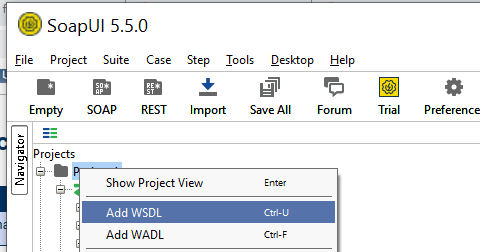 SoapUI 5.5.0
File Project Suite Case Step Tools Desktop Help
Empty SOAP REST Import Save All Forum Trial Preference
Navigator
Projects
Show Project View Enter
Add WSDL Ctrl-U
Add WADL Ctrl-F